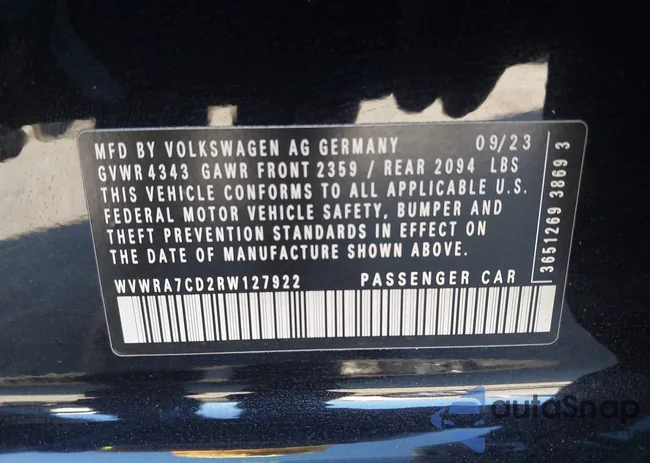 MFD BY VOLKSWAGEN AG GERMANY 09/23
GVWR 4343 GAWR FRONT 2359 / REAR 2094 LBS
THIS VEHICLE CONFORMS TO ALL APPLICABLE U.S.
FEDERAL MOTOR VEHICLE SAFETY, BUMPER AND
THEFT PREVENTION STANDARDS IN EFFECT ON
THE DATE OF MANUFACTURE SHOWN ABOVE.
WVWRA7CD2RW127922 PASSENGER CAR
3651269 3869 3
autoSnap